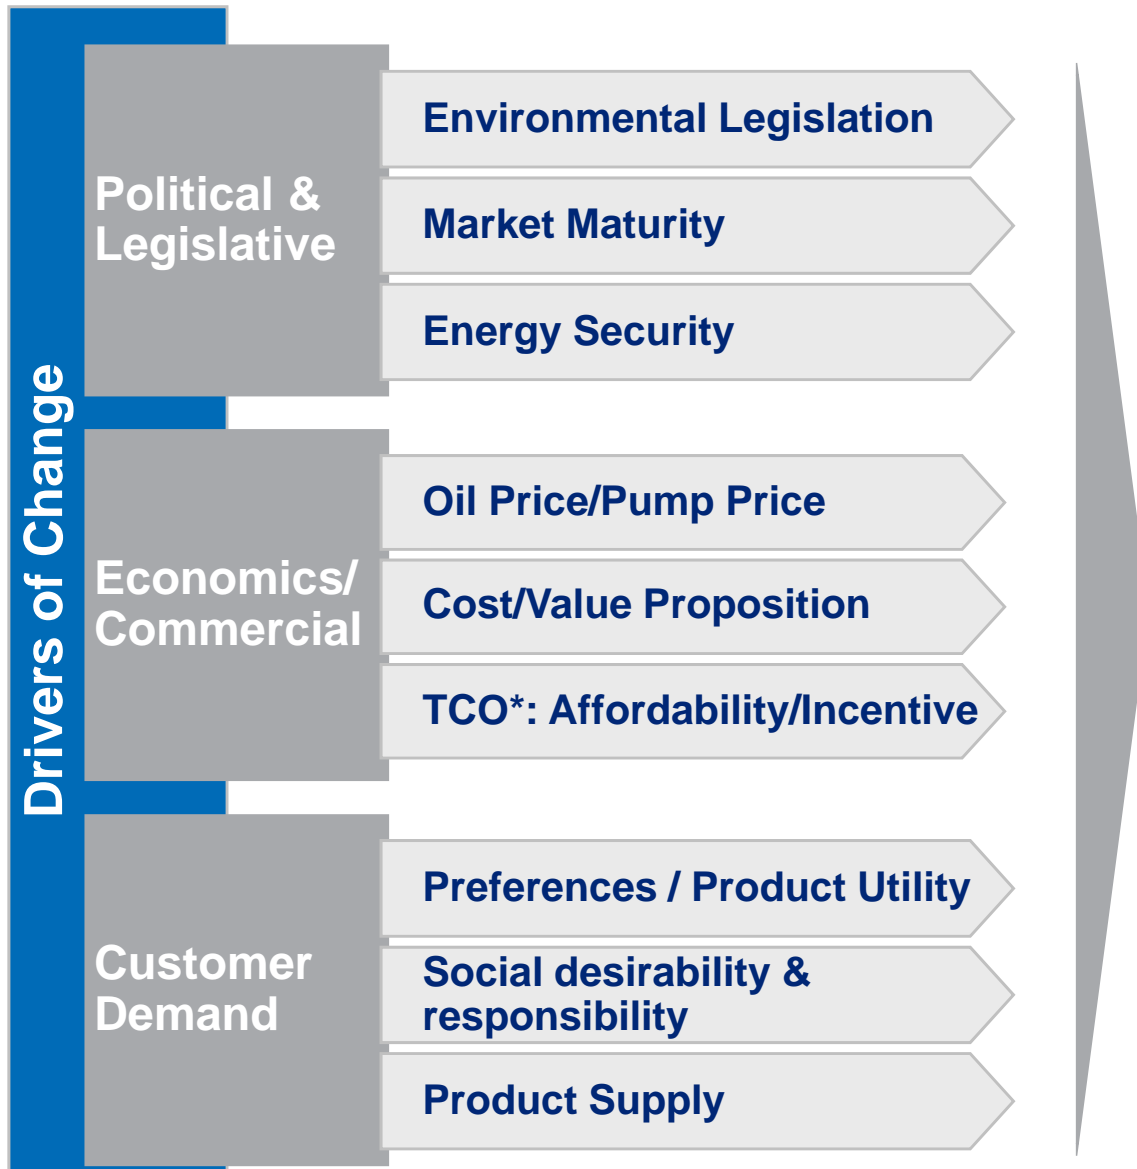 Drivers of Change
Political &
Legislative
Environmental Legislation
Market Maturity
Energy Security
Economics/
Commercial
Oil Price/Pump Price
Cost/Value Proposition
TCO*: Affordability/Incentive
Customer
Demand
Preferences / Product Utility
Social desirability &
responsibility
Product Supply